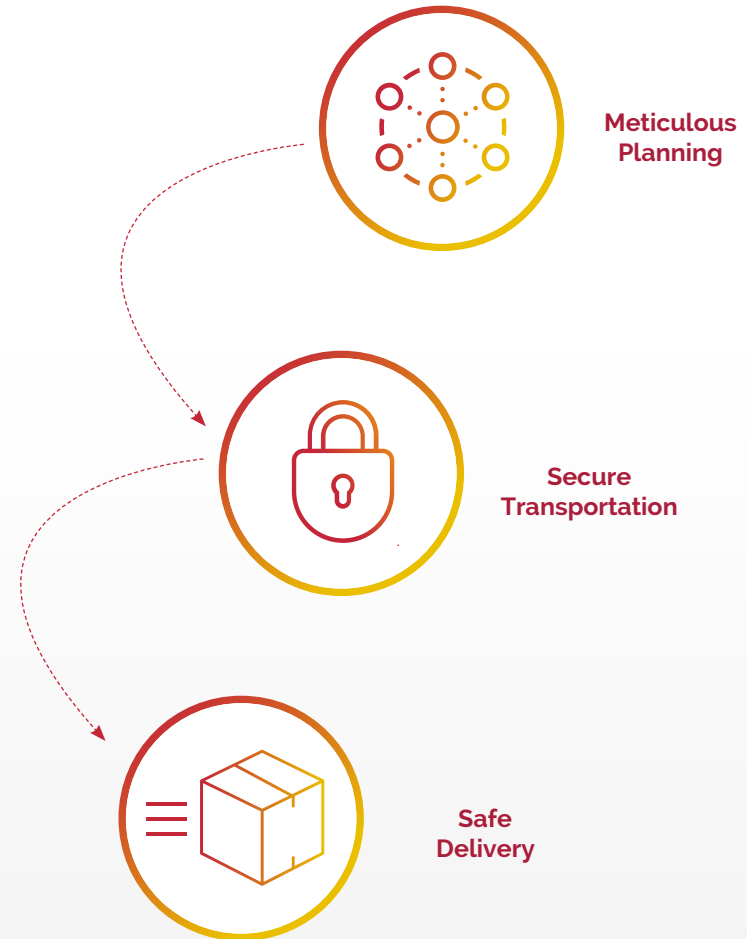 Meticulous
Planning
Secure
Transportation
Safe
Delivery